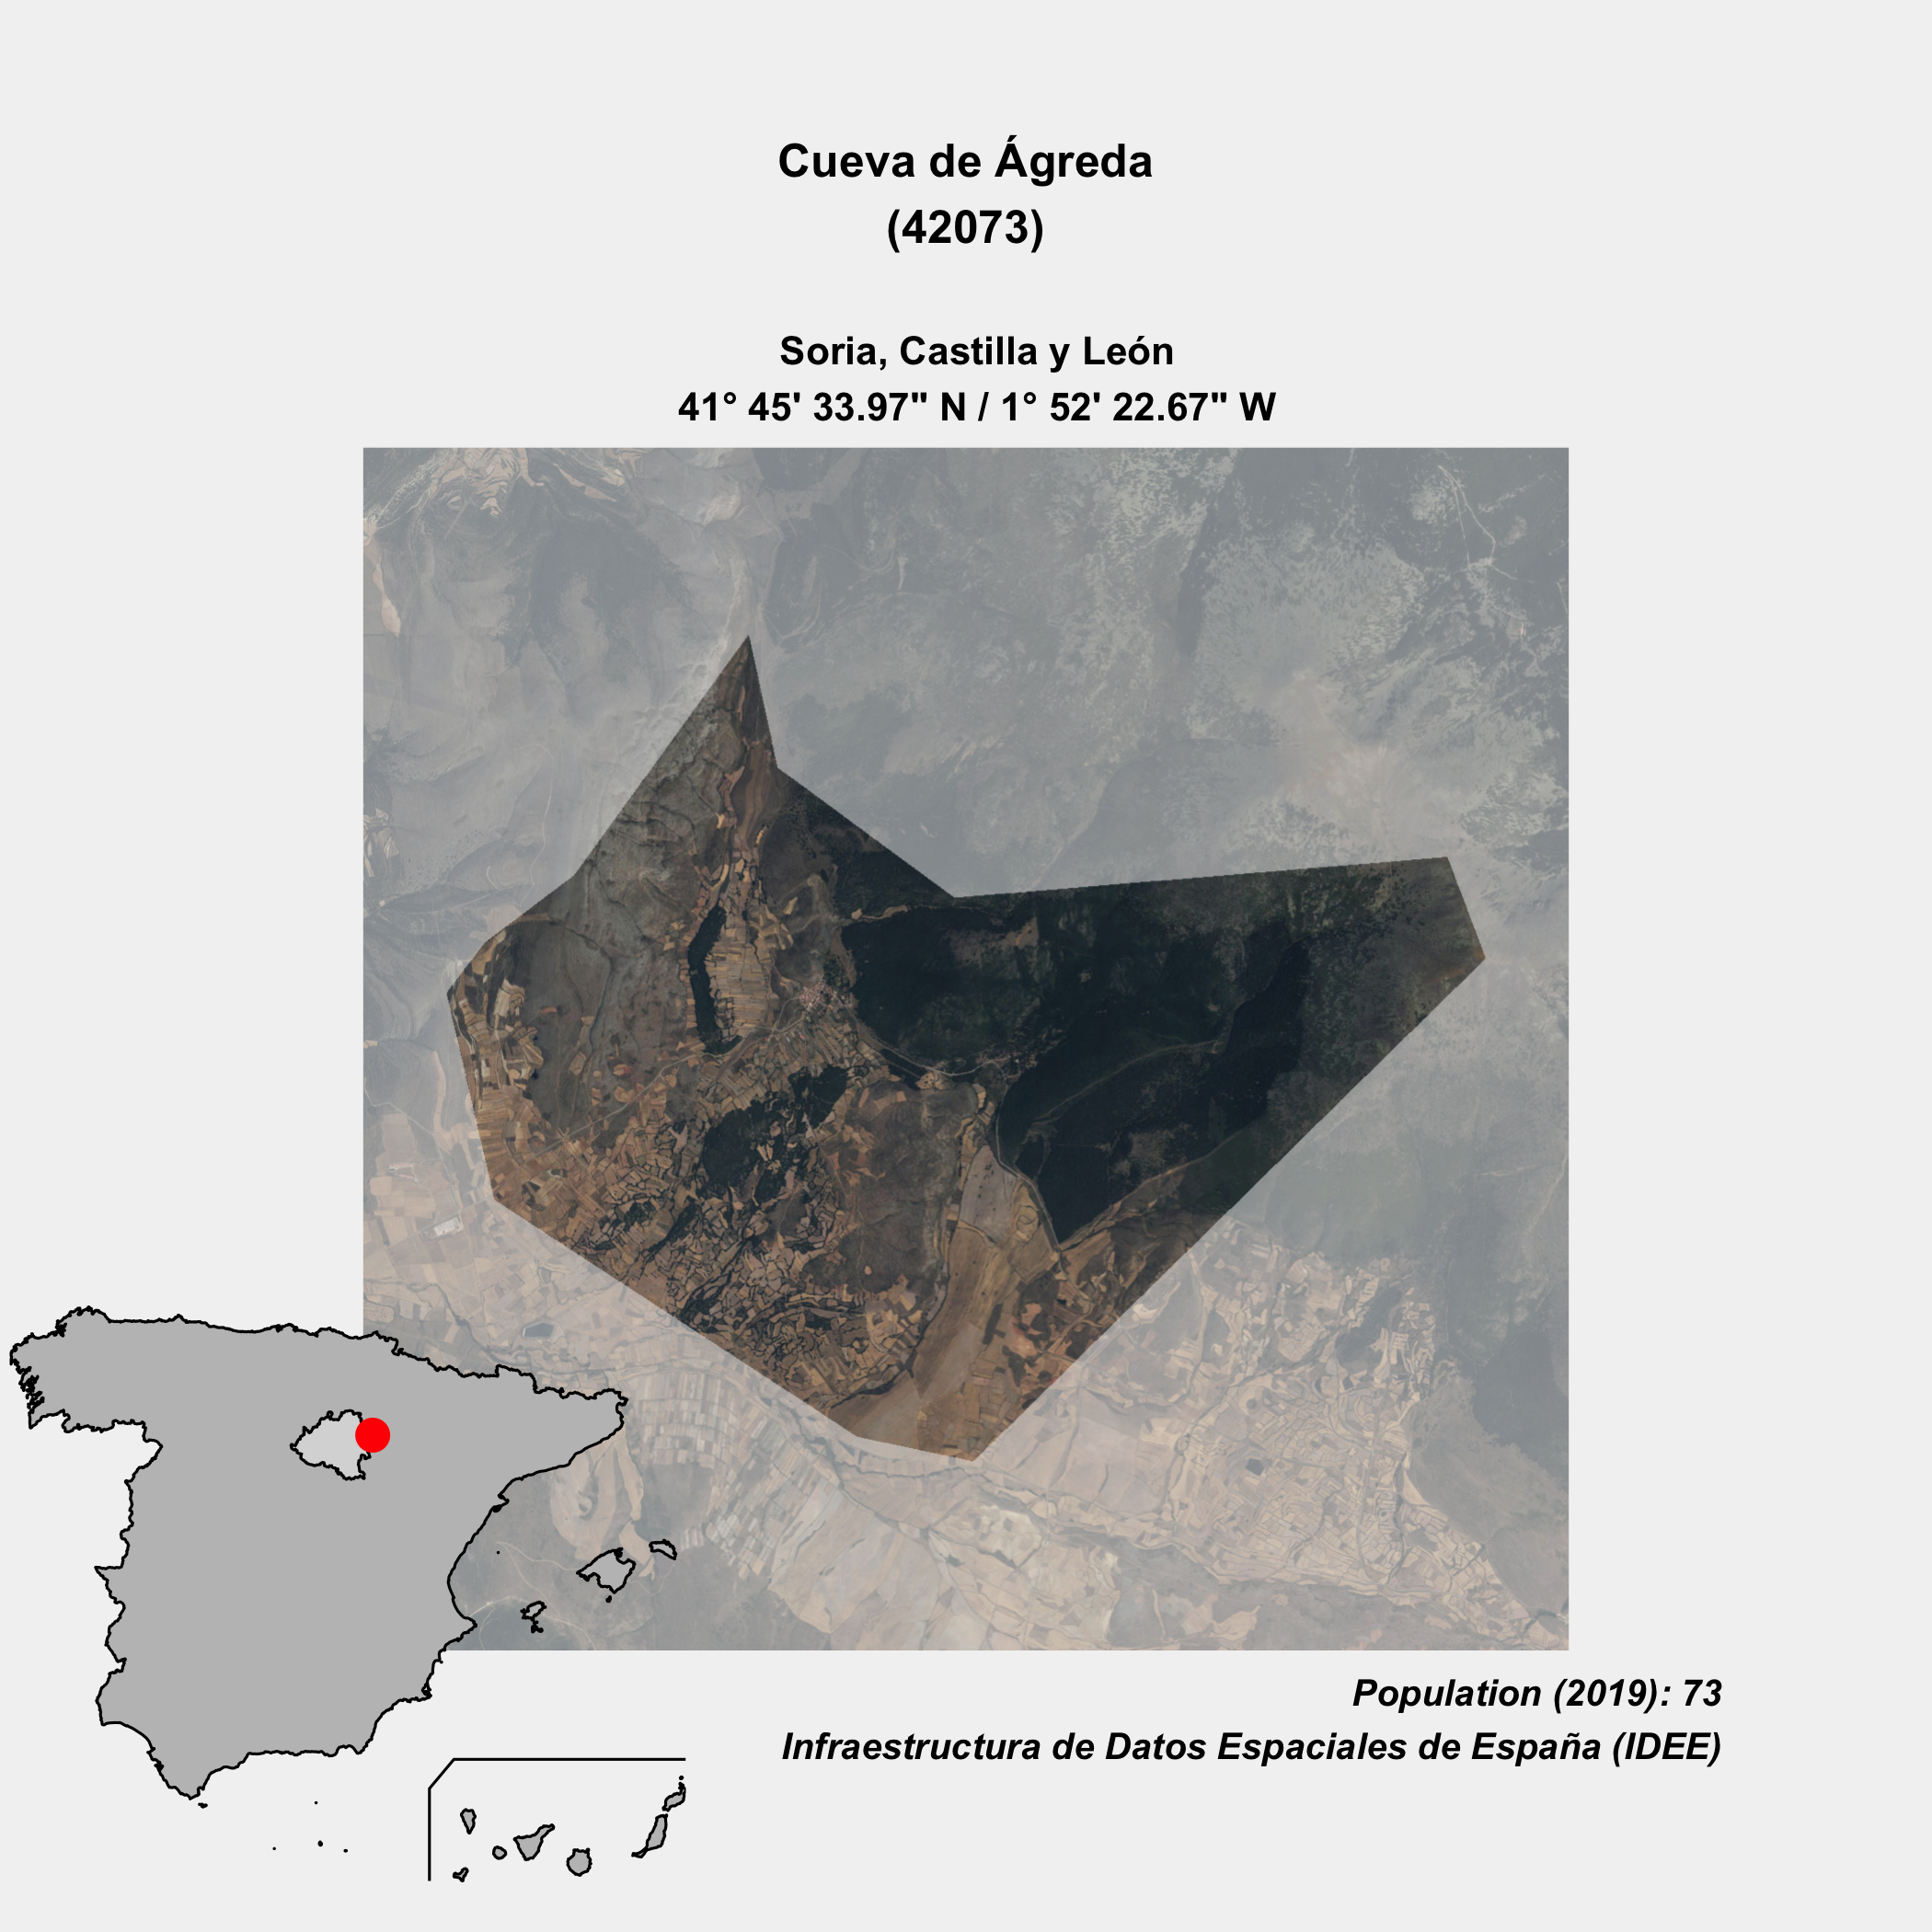 Cueva de Ágreda
(42073)
Soria, Castilla y León
41° 45' 33.97" N / 1° 52' 22.67" W
Population (2019): 73
Infraestructura de Datos Espaciales de España (IDEE)